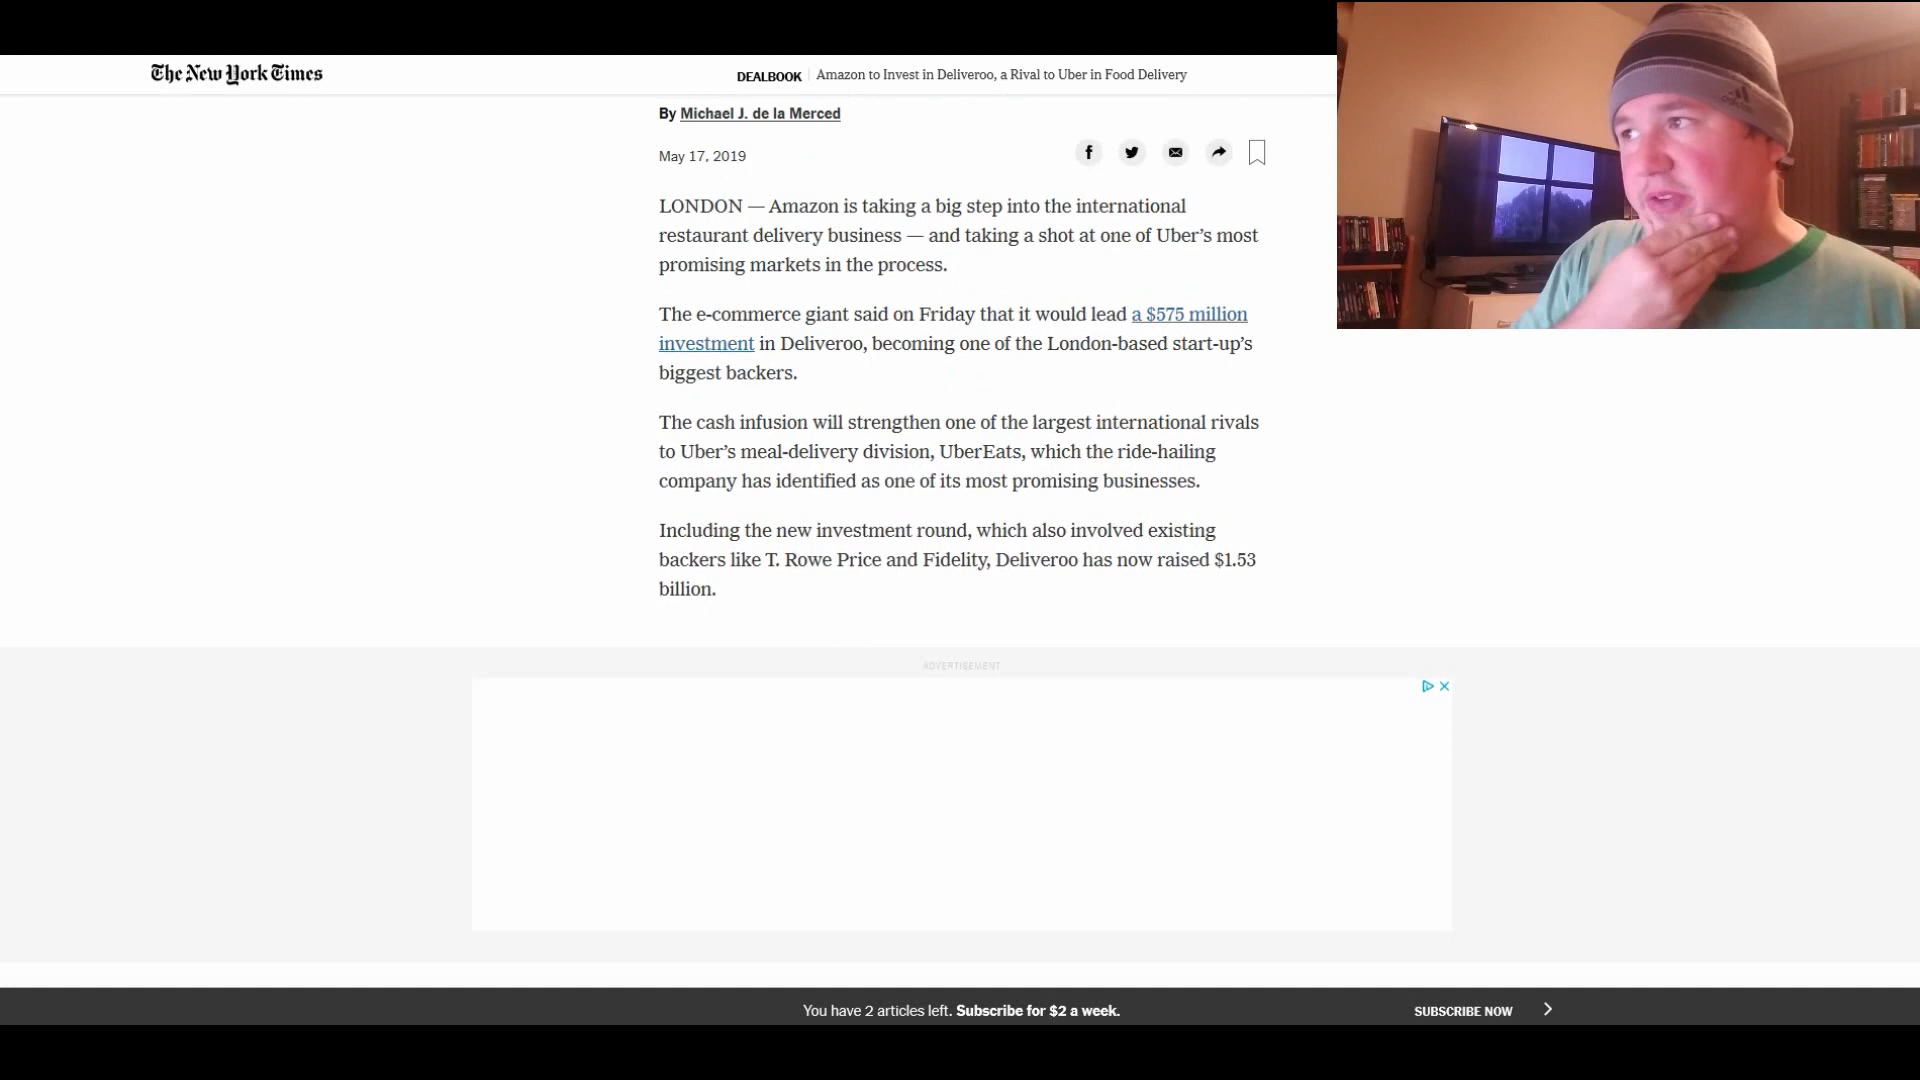 The New York Times
DEALBOOK Amazon to Invest in Deliveroo, a Rival to Uber in Food Delivery
By Michael J. de la Merced
May 17, 2019
LONDON — Amazon is taking a big step into the international
restaurant delivery business — and taking a shot at one of Uber’s most
promising markets in the process.
The e-commerce giant said on Friday that it would lead a $575 million
investment in Deliveroo, becoming one of the London-based start-up’s
biggest backers.
The cash infusion will strengthen one of the largest international rivals
to Uber’s meal-delivery division, UberEats, which the ride-hailing
company has identified as one of its most promising businesses.
Including the new investment round, which also involved existing
backers like T. Rowe Price and Fidelity, Deliveroo has now raised $1.53
billion.
ADVERTISEMENT
You have 2 articles left. Subscribe for $2 a week.
SUBSCRIBE NOW